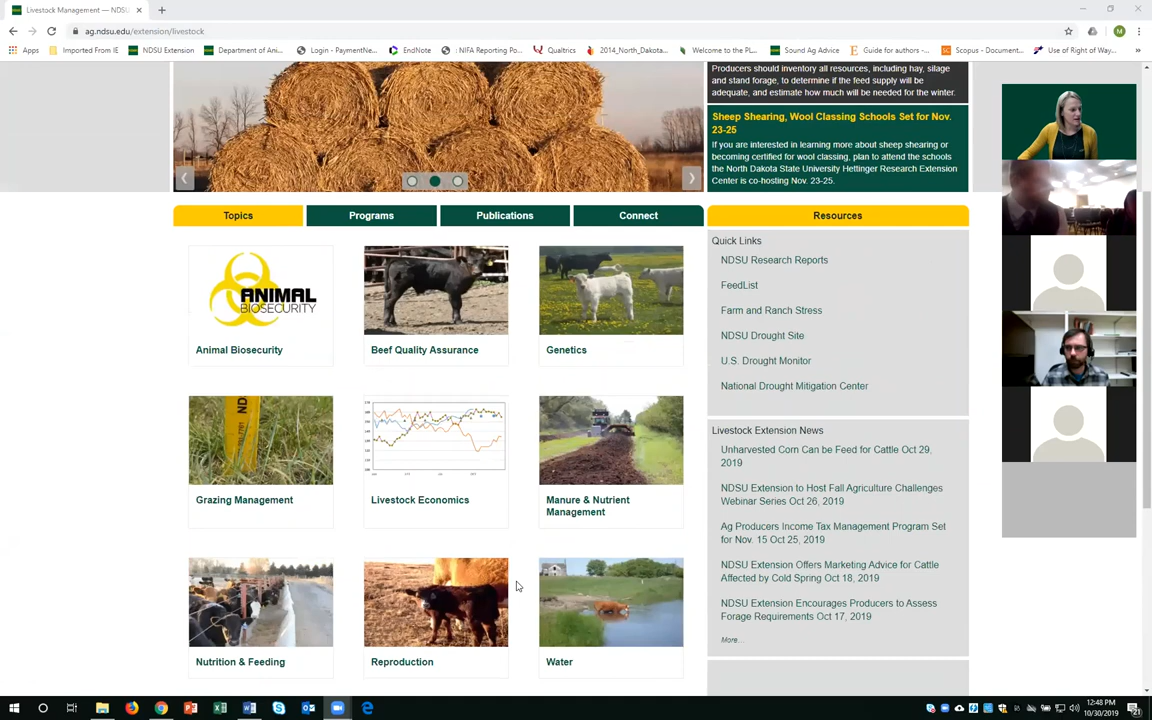 Livestock Management — NDSU
ag.ndsu.edu/extension/livestock
M
Apps
Imported From IE
NDSU Extension
Department of Ani...
Login - PaymentNe...
EndNote
: NIFA Reporting Po...
Qualtrics
2014_North_Dakota...
Welcome to the PL...
Sound Ag Advice
Guide for authors -...
Scopus - Document...
Use of Right of Way...
»
Producers should inventory all resources, including hay, silage
and stand forage, to determine if the feed supply will be
adequate, and estimate how much will be needed for the winter.
Sheep Shearing, Wool Classing Schools Set for Nov.
23-25
If you are interested in learning more about sheep shearing or
becoming certified for wool classing, plan to attend the schools
the North Dakota State University Hettinger Research Extension
Center is co-hosting Nov. 23-25.
Topics
Programs
Publications
Connect
Resources
ANIMAL
BIOSECURITY
Animal Biosecurity
Beef Quality Assurance
Genetics
ND
Grazing Management
Livestock Economics
Manure & Nutrient
Management
Nutrition & Feeding
Reproduction
Water
Quick Links
NDSU Research Reports
FeedList
Farm and Ranch Stress
NDSU Drought Site
U.S. Drought Monitor
National Drought Mitigation Center
Livestock Extension News
Unharvested Corn Can be Feed for Cattle Oct 29,
2019
NDSU Extension to Host Fall Agriculture Challenges
Webinar Series Oct 26, 2019
Ag Producers Income Tax Management Program Set
for Nov. 15 Oct 25, 2019
NDSU Extension Offers Marketing Advice for Cattle
Affected by Cold Spring Oct 18, 2019
NDSU Extension Encourages Producers to Assess
Forage Requirements Oct 17, 2019
More...
12:48 PM
10/30/2019
21